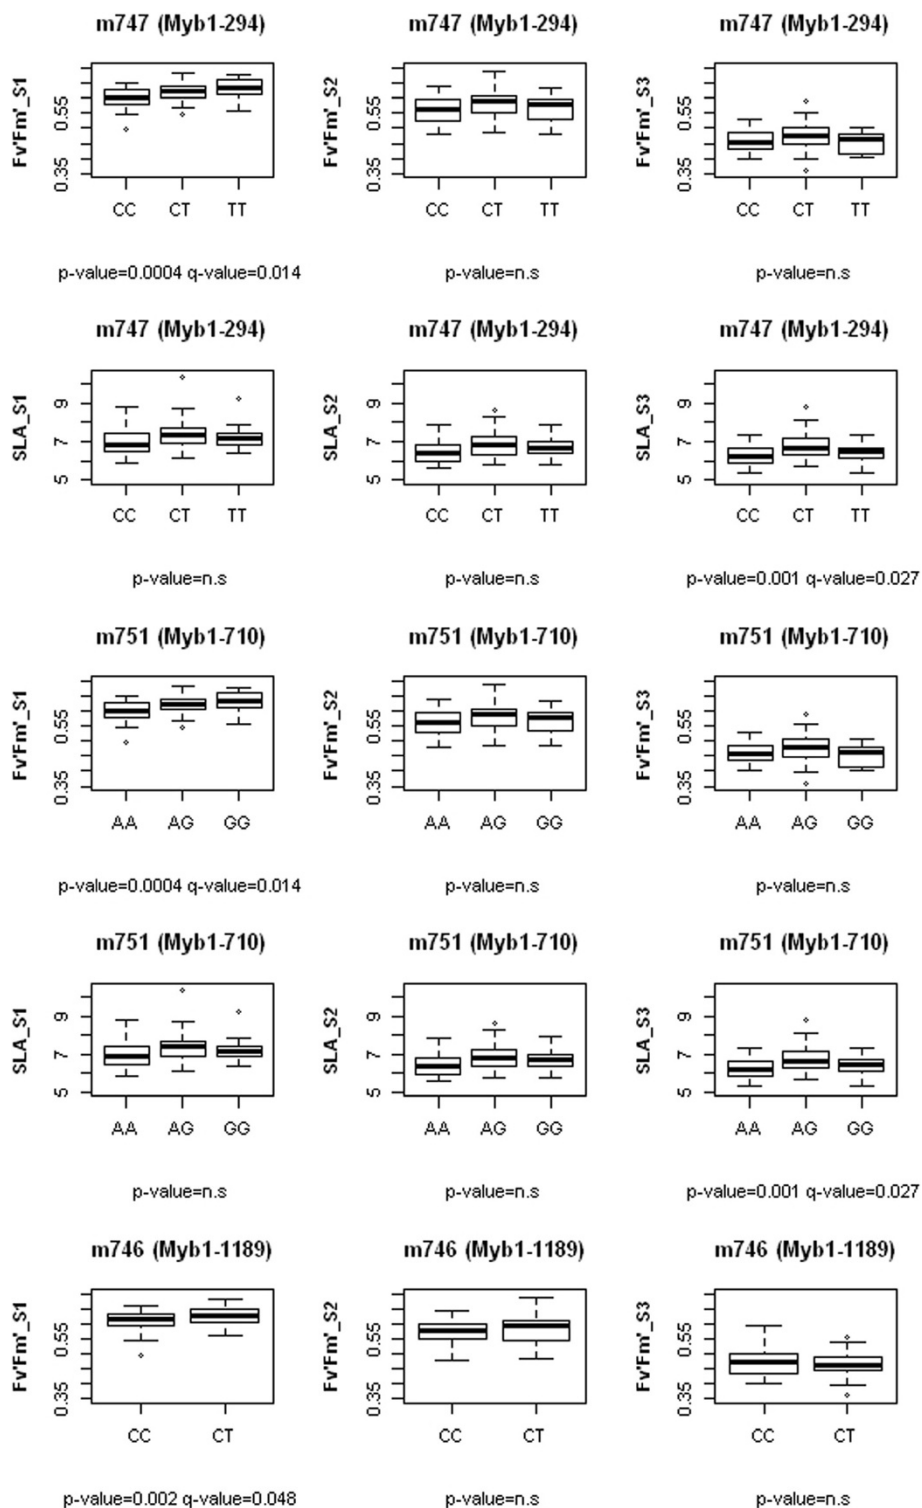 m747 (Myb1-294) m747 (Myb1-294) m747 (Myb1-294)
Fv'Fm'_S1 0.55 0.35 Fv'Fm'_S2 0.55 0.35 Fv'Fm'_S3 0.55 0.35
CC CT TT CC CT TT CC CT TT
p-value=0.0004 q-value=0.014 p-value=n.s p-value=n.s
m747 (Myb1-294) m747 (Myb1-294) m747 (Myb1-294)
SLA_S1 9 7 5 SLA_S2 9 7 5 SLA_S3 9 7 5
CC CT TT CC CT TT CC CT TT
p-value=n.s p-value=n.s p-value=0.001 q-value=0.027
m751 (Myb1-710) m751 (Myb1-710) m751 (Myb1-710)
Fv'Fm'_S1 0.55 0.35 Fv'Fm'_S2 0.55 0.35 Fv'Fm'_S3 0.55 0.35
AA AG GG AA AG GG AA AG GG
p-value=0.0004 q-value=0.014 p-value=n.s p-value=n.s
m751 (Myb1-710) m751 (Myb1-710) m751 (Myb1-710)
SLA_S1 9 7 5 SLA_S2 9 7 5 SLA_S3 9 7 5
AA AG GG AA AG GG AA AG GG
p-value=n.s p-value=n.s p-value=0.001 q-value=0.027
m746 (Myb1-1189) m746 (Myb1-1189) m746 (Myb1-1189)
Fv'Fm'_S1 0.55 0.35 Fv'Fm'_S2 0.55 0.35 Fv'Fm'_S3 0.55 0.35
CC CT CC CT CC CT
p-value=0.002 q-value=0.048 p-value=n.s p-value=n.s